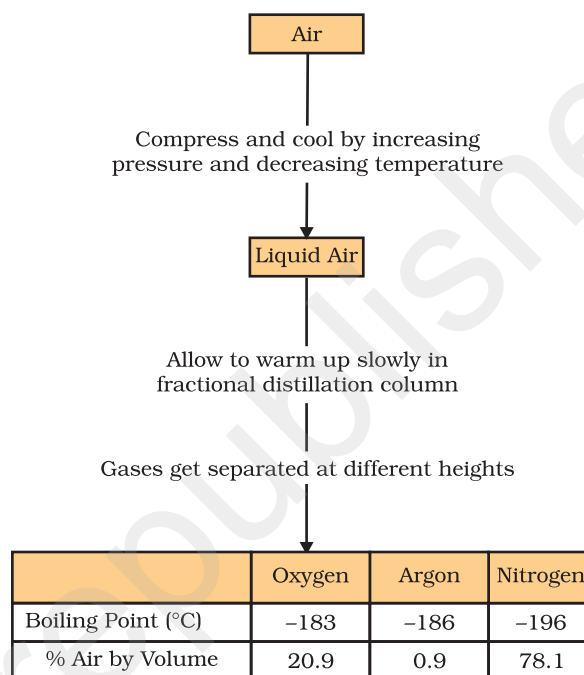 Air
Compress and cool by increasing
pressure and decreasing temperature
Liquid Air
Allow to warm up slowly in
fractional distillation column
Gases get separated at different heights
Oxygen Argon Nitrogen
Boiling Point (°C) –183 –186 –196
% Air by Volume 20.9 0.9 78.1
republishe